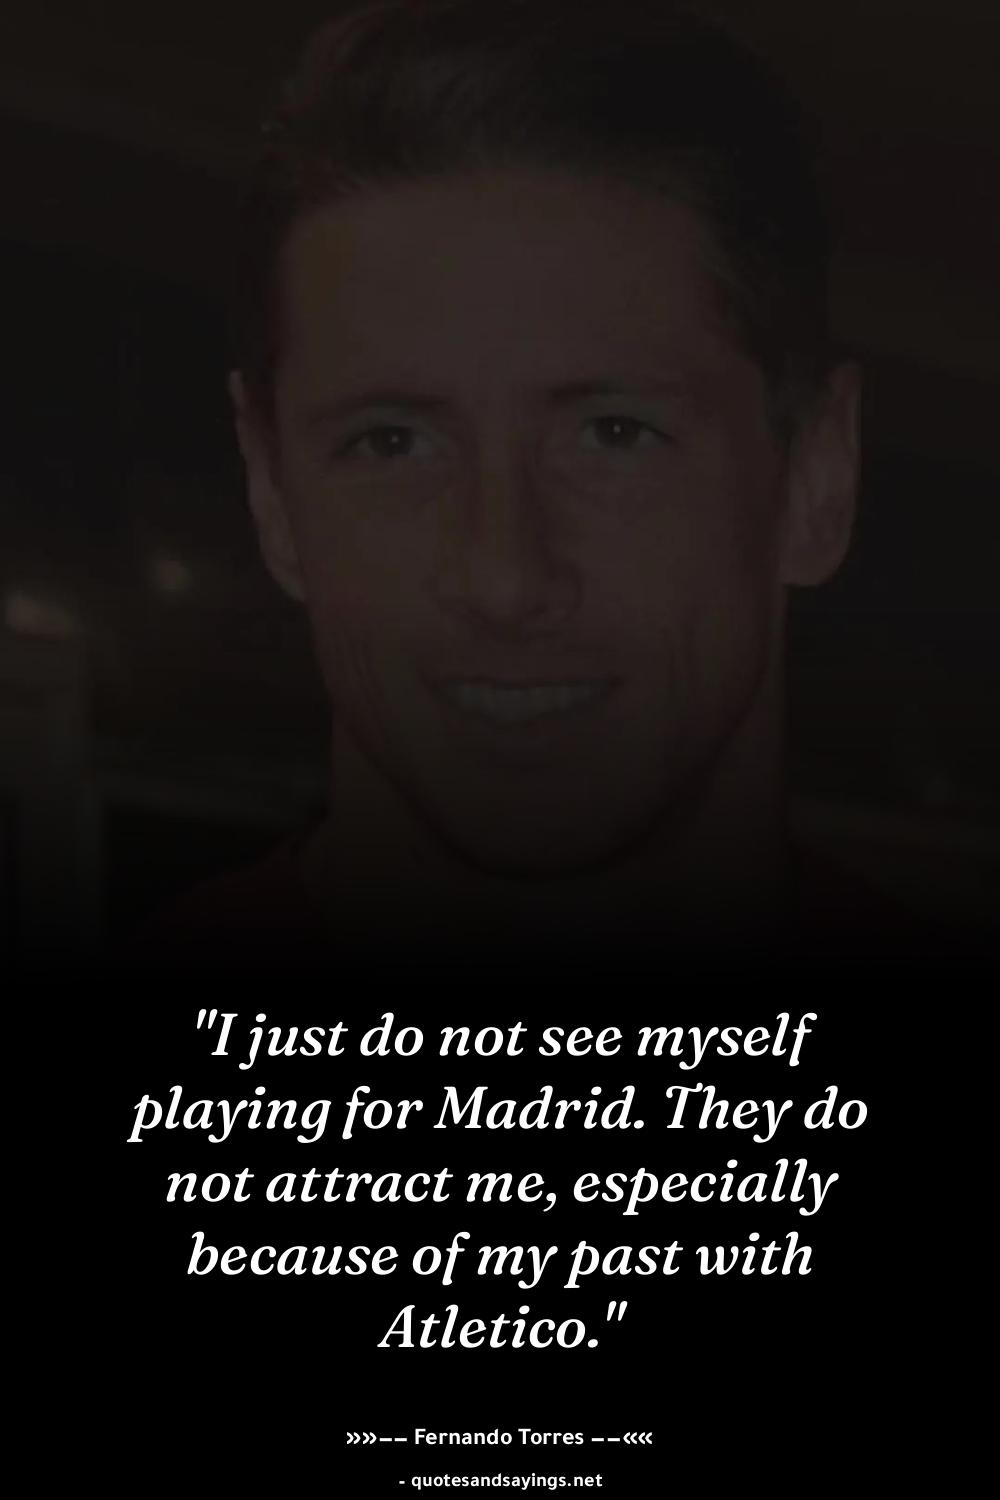 "I just do not see myself
playing for Madrid. They do
not attract me, especially
because of my past with
Atletico."
»»–– Fernando Torres ––««
- quotesandsayings.net